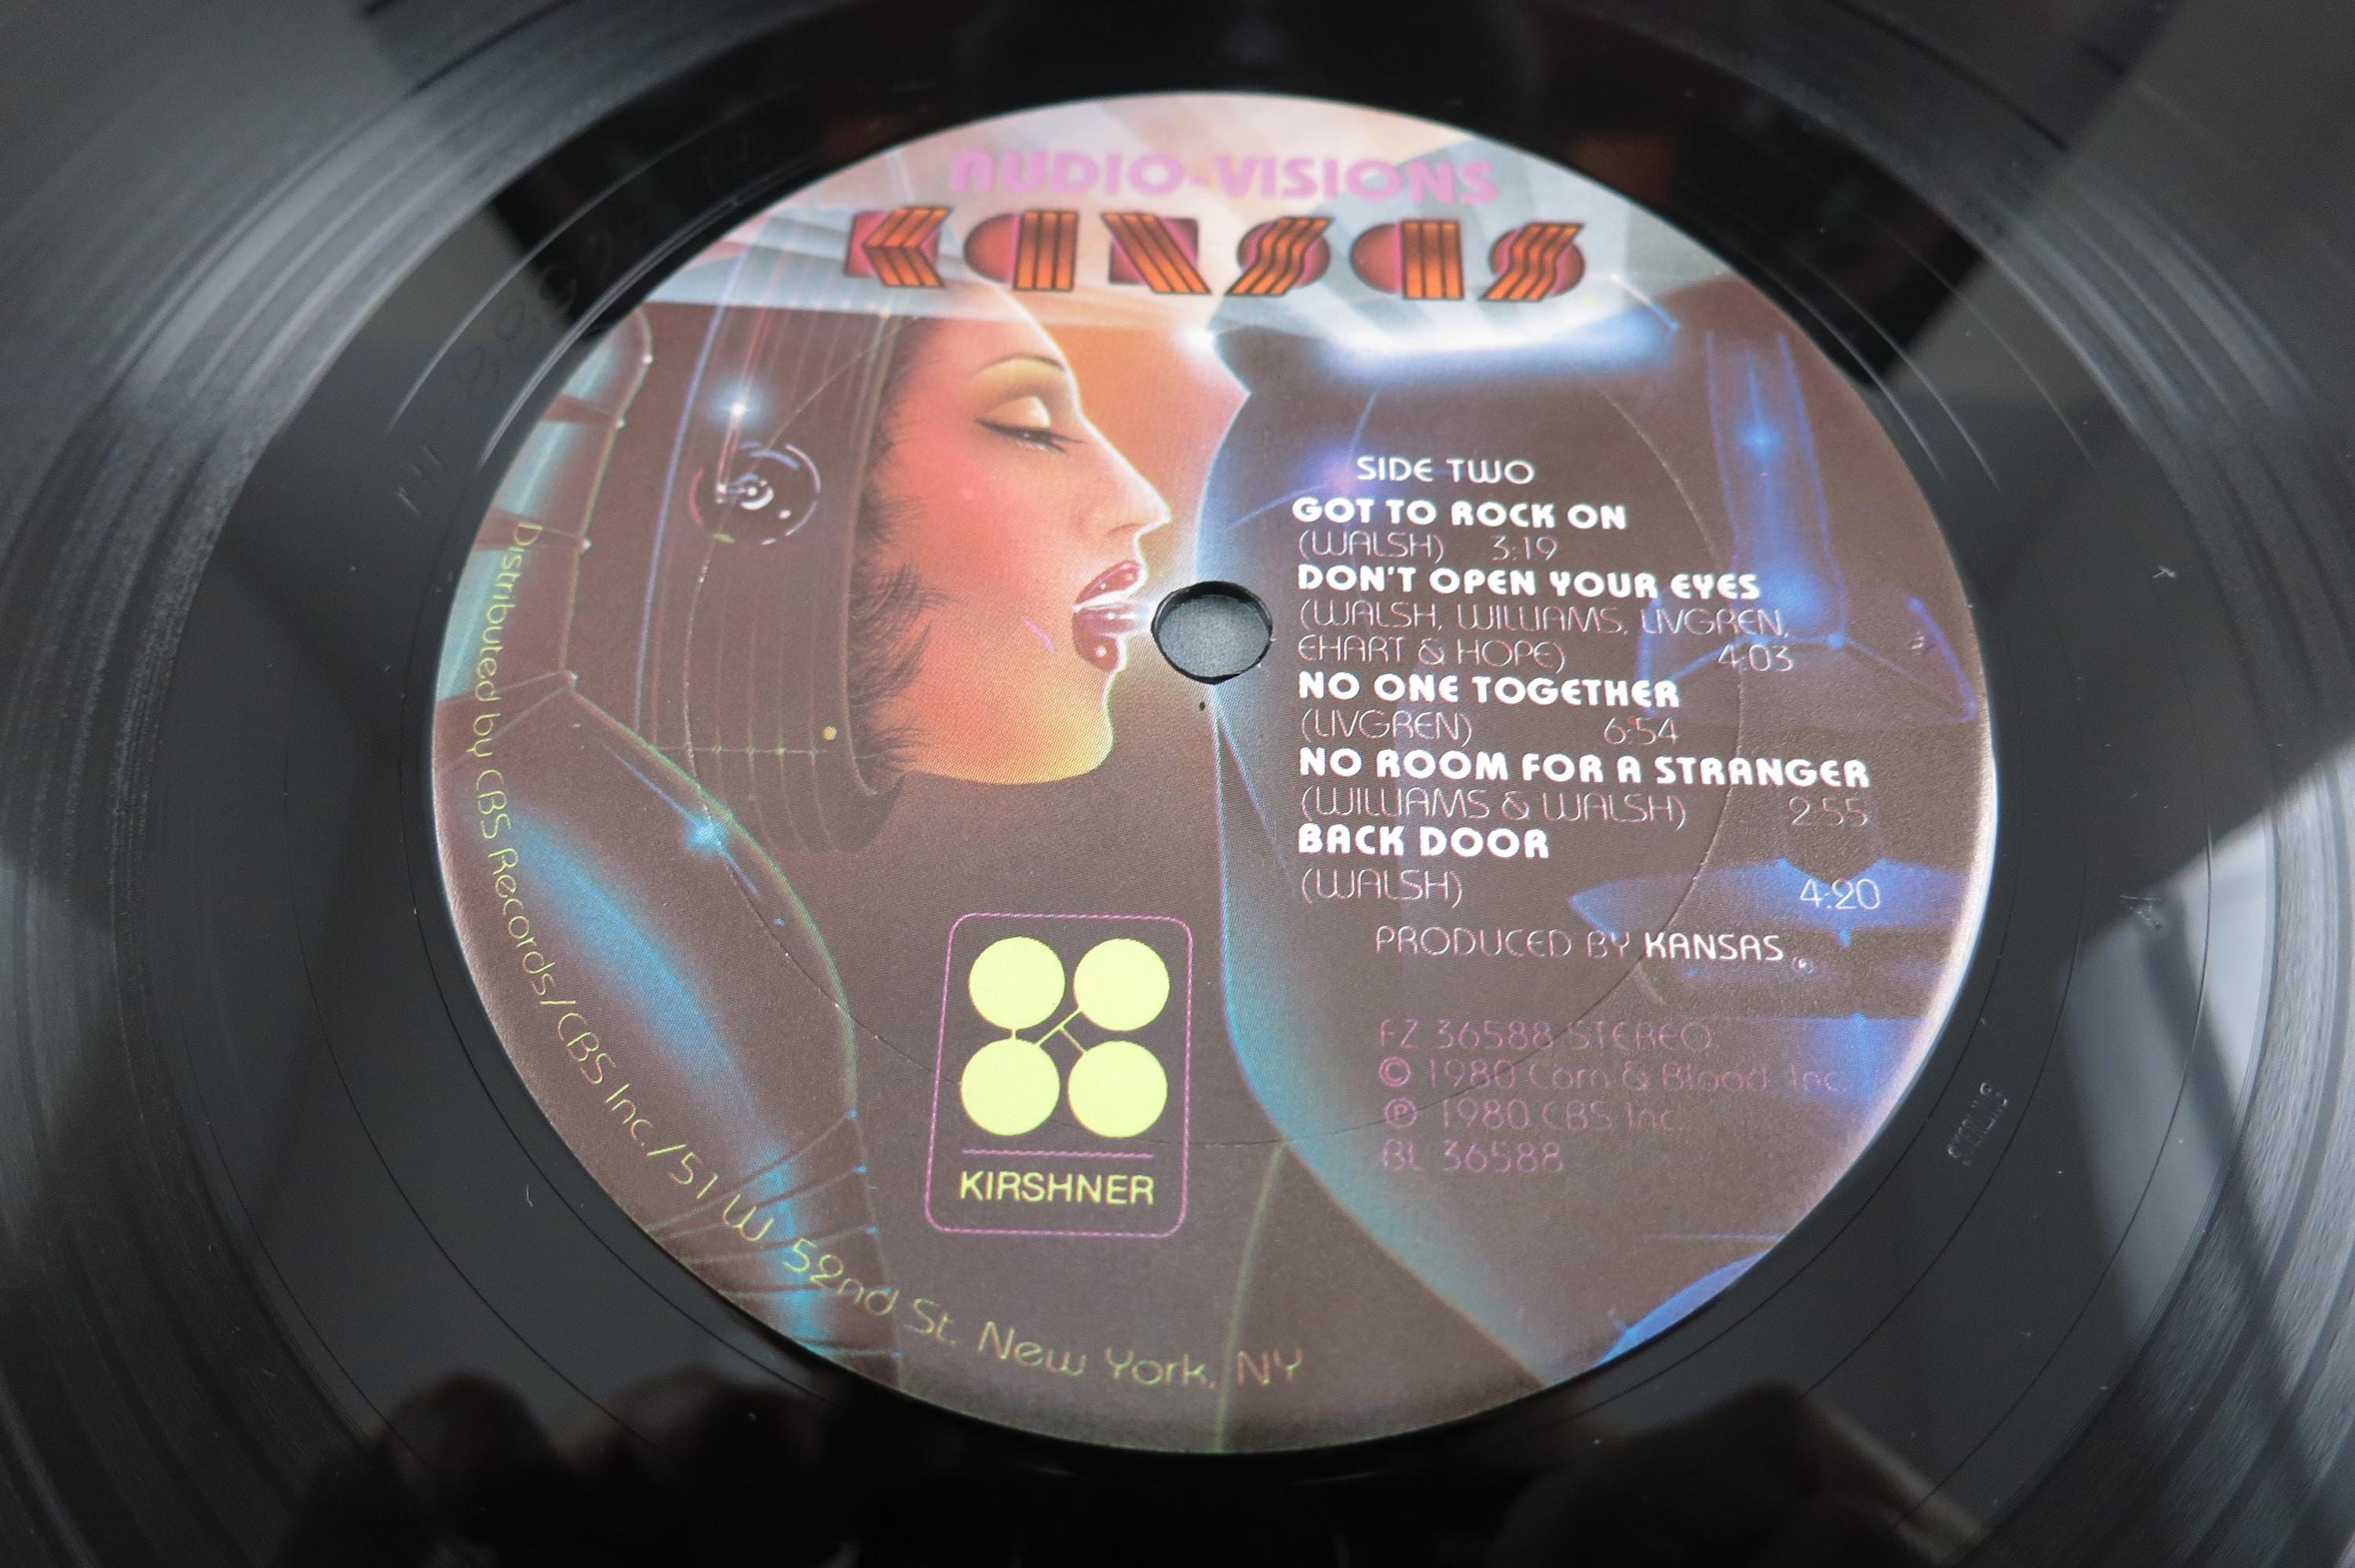 AUDIO-VISIONS
KANSAS
SIDE TWO
GOT TO ROCK ON
(WALSH) 3:19
DON'T OPEN YOUR EYES
(WALSH, WILLIAMS, LIVGREN,
EHART & HOPE) 4:03
NO ONE TOGETHER
(LIVGREN) 6:54
NO ROOM FOR A STRANGER
(WILLIAMS & WALSH) 2:55
BACK DOOR
(WALSH) 4:20
PRODUCED BY KANSAS
FZ 36588 STEREO
© 1980 Corn & Blood, Inc.
℗ 1980 CBS Inc.
BL 36588
KIRSHNER
Distributed by CBS Records/CBS Inc./51 W. 52nd St. New York, NY
STERLING